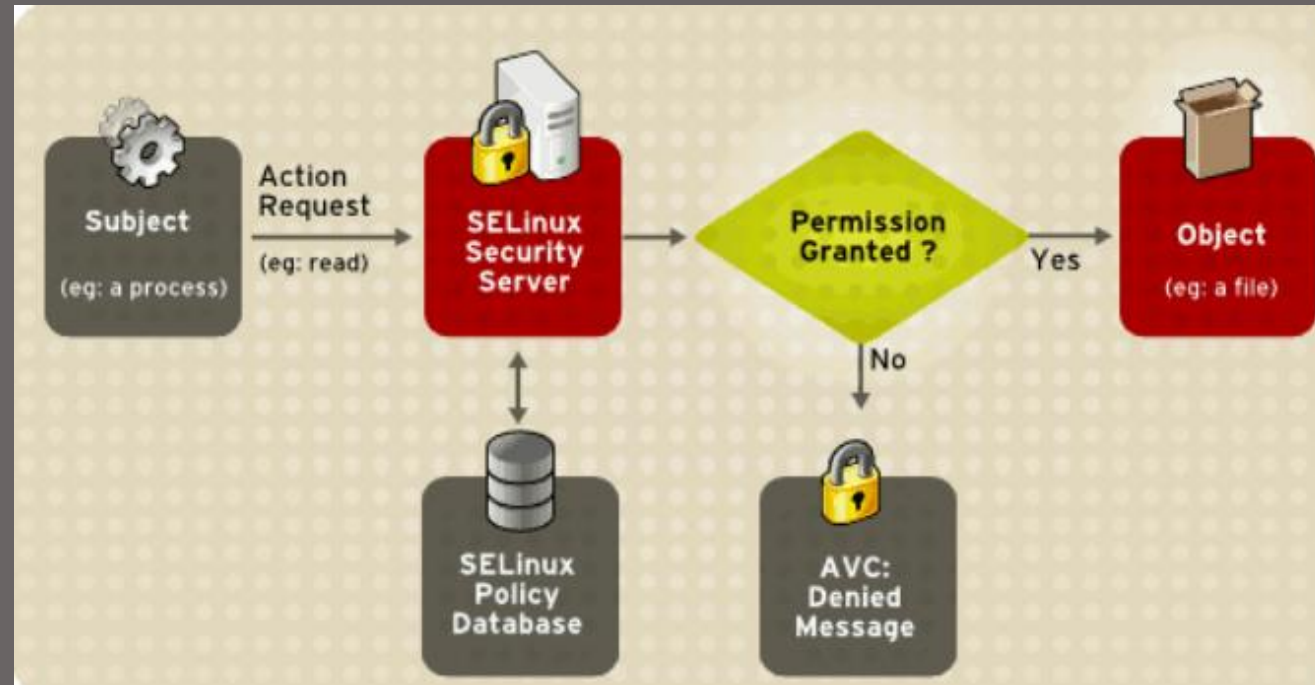 Subject
(eg: a process)
Action
Request
(eg: read)
SELinux
Security
Server
Permission
Granted ?
Yes
Object
(eg: a file)
No
SELinux
Policy
Database
AVC:
Denied
Message